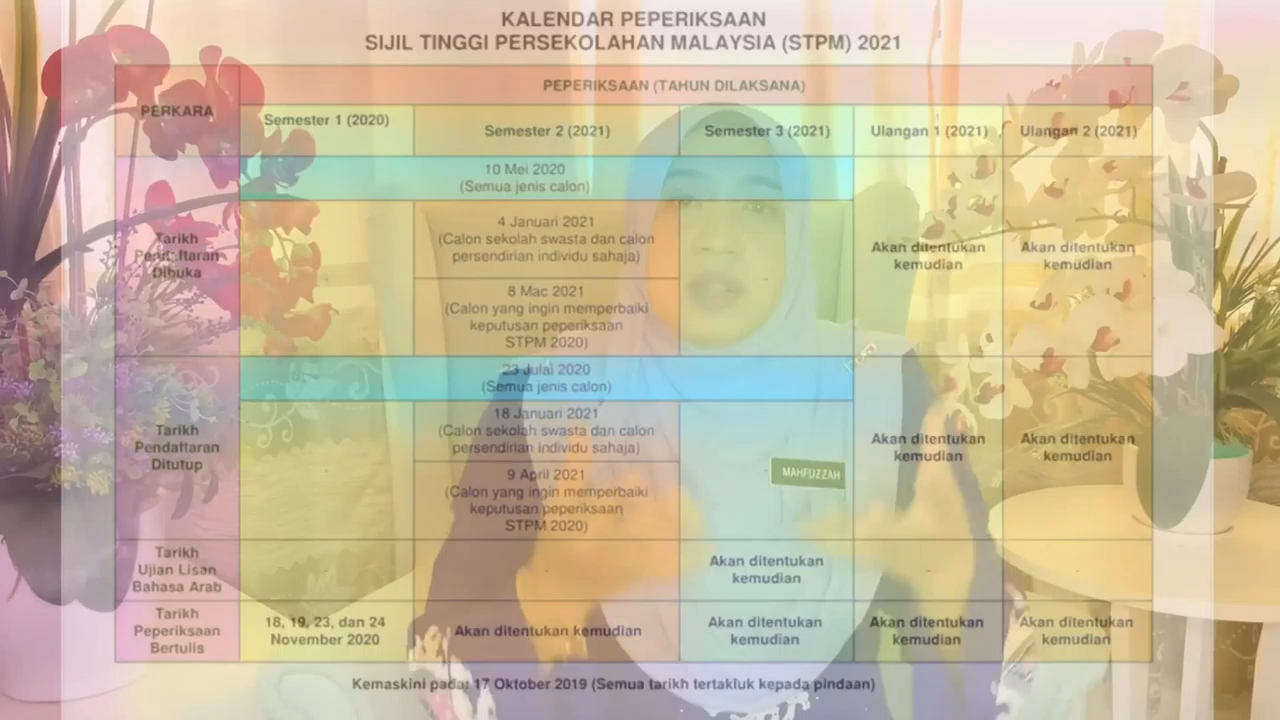 KALENDAR PEPERIKSAAN
SIJIL TINGGI PERSEKOLAHAN MALAYSIA (STPM) 2021
PERKARA
PEPERIKSAAN (TAHUN DILAKSANA)
Semester 1 (2020)
Semester 2 (2021)
Semester 3 (2021)
Ulangan 1 (2021)
Ulangan 2 (2021)
Tarikh
Pendaftaran
Dibuka
10 Mei 2020
(Semua jenis calon)
4 Januari 2021
(Calon sekolah swasta dan calon
persendirian individu sahaja)
8 Mac 2021
(Calon yang ingin memperbaiki
keputusan peperiksaan
STPM 2020)
Akan ditentukan
kemudian
Akan ditentukan
kemudian
Tarikh
Pendaftaran
Ditutup
23 Julai 2020
(Semua jenis calon)
18 Januari 2021
(Calon sekolah swasta dan calon
persendirian individu sahaja)
9 April 2021
(Calon yang ingin memperbaiki
keputusan peperiksaan
STPM 2020)
Akan ditentukan
kemudian
Akan ditentukan
kemudian
MAHFUZZAH
Tarikh
Ujian Lisan
Bahasa Arab
-
-
Akan ditentukan
kemudian
-
-
Tarikh
Peperiksaan
Bertulis
18, 19, 23, dan 24
November 2020
Akan ditentukan kemudian
Akan ditentukan
kemudian
Akan ditentukan
kemudian
Akan ditentukan
kemudian
Kemaskini pada: 17 Oktober 2019 (Semua tarikh tertakluk kepada pindaan)